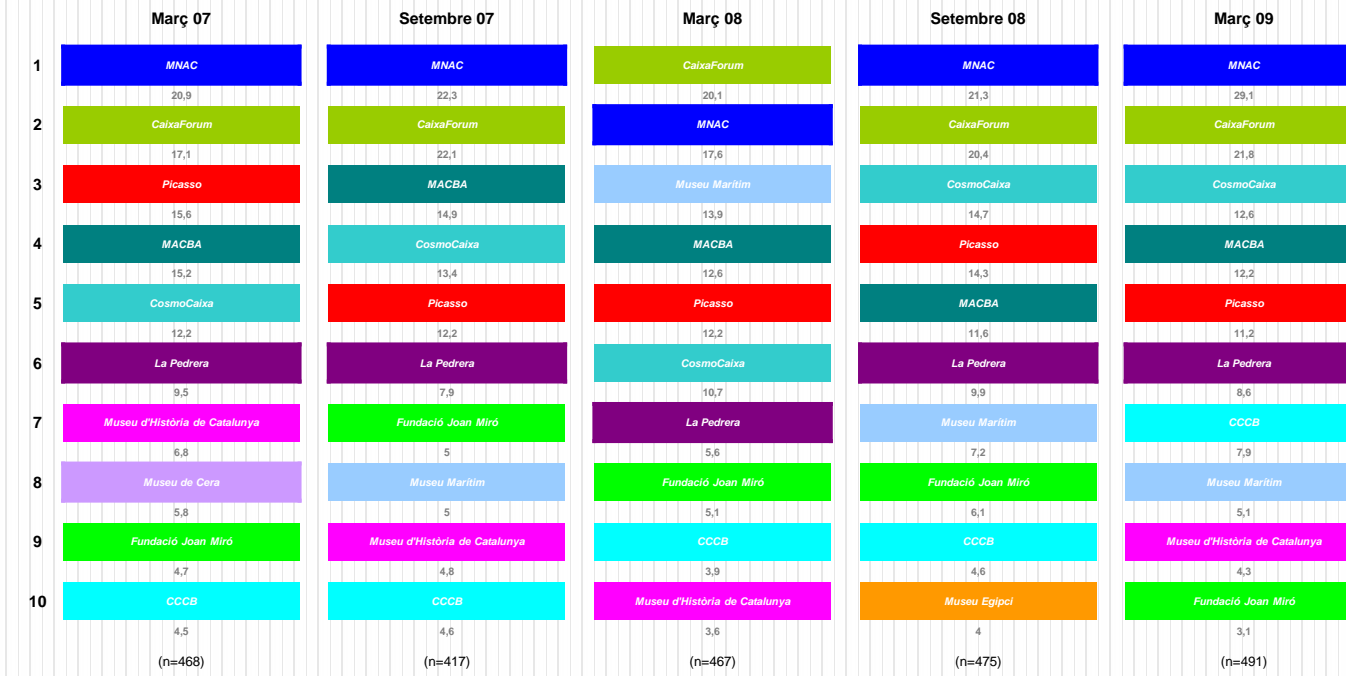 Març 07 Setembre 07 Març 08 Setembre 08 Març 09
1 MNAC MNAC CaixaForum MNAC MNAC
20,9 22,3 20,1 21,3 29,1
2 CaixaForum CaixaForum MNAC CaixaForum CaixaForum
17,1 22,1 17,6 20,4 21,8
3 Picasso MACBA Museu Marítim CosmoCaixa CosmoCaixa
15,6 14,9 13,9 14,7 12,6
4 MACBA CosmoCaixa MACBA Picasso MACBA
15,2 13,4 12,6 14,3 12,2
5 CosmoCaixa Picasso Picasso MACBA Picasso
12,2 12,2 12,2 11,6 11,2
6 La Pedrera La Pedrera CosmoCaixa La Pedrera La Pedrera
9,5 7,9 10,7 9,9 8,6
7 Museu d'Història de Catalunya Fundació Joan Miró La Pedrera Museu Marítim CCCB
6,8 5 5,6 7,2 7,9
8 Museu de Cera Museu Marítim Fundació Joan Miró Fundació Joan Miró Museu Marítim
5,8 5 5,1 6,1 5,1
9 Fundació Joan Miró Museu d'Història de Catalunya CCCB CCCB Museu d'Història de Catalunya
4,7 4,8 3,9 4,6 4,3
10 CCCB CCCB Museu d'Història de Catalunya Museu Egipci Fundació Joan Miró
4,5 4,6 3,6 4 3,1
(n=468) (n=417) (n=467) (n=475) (n=491)